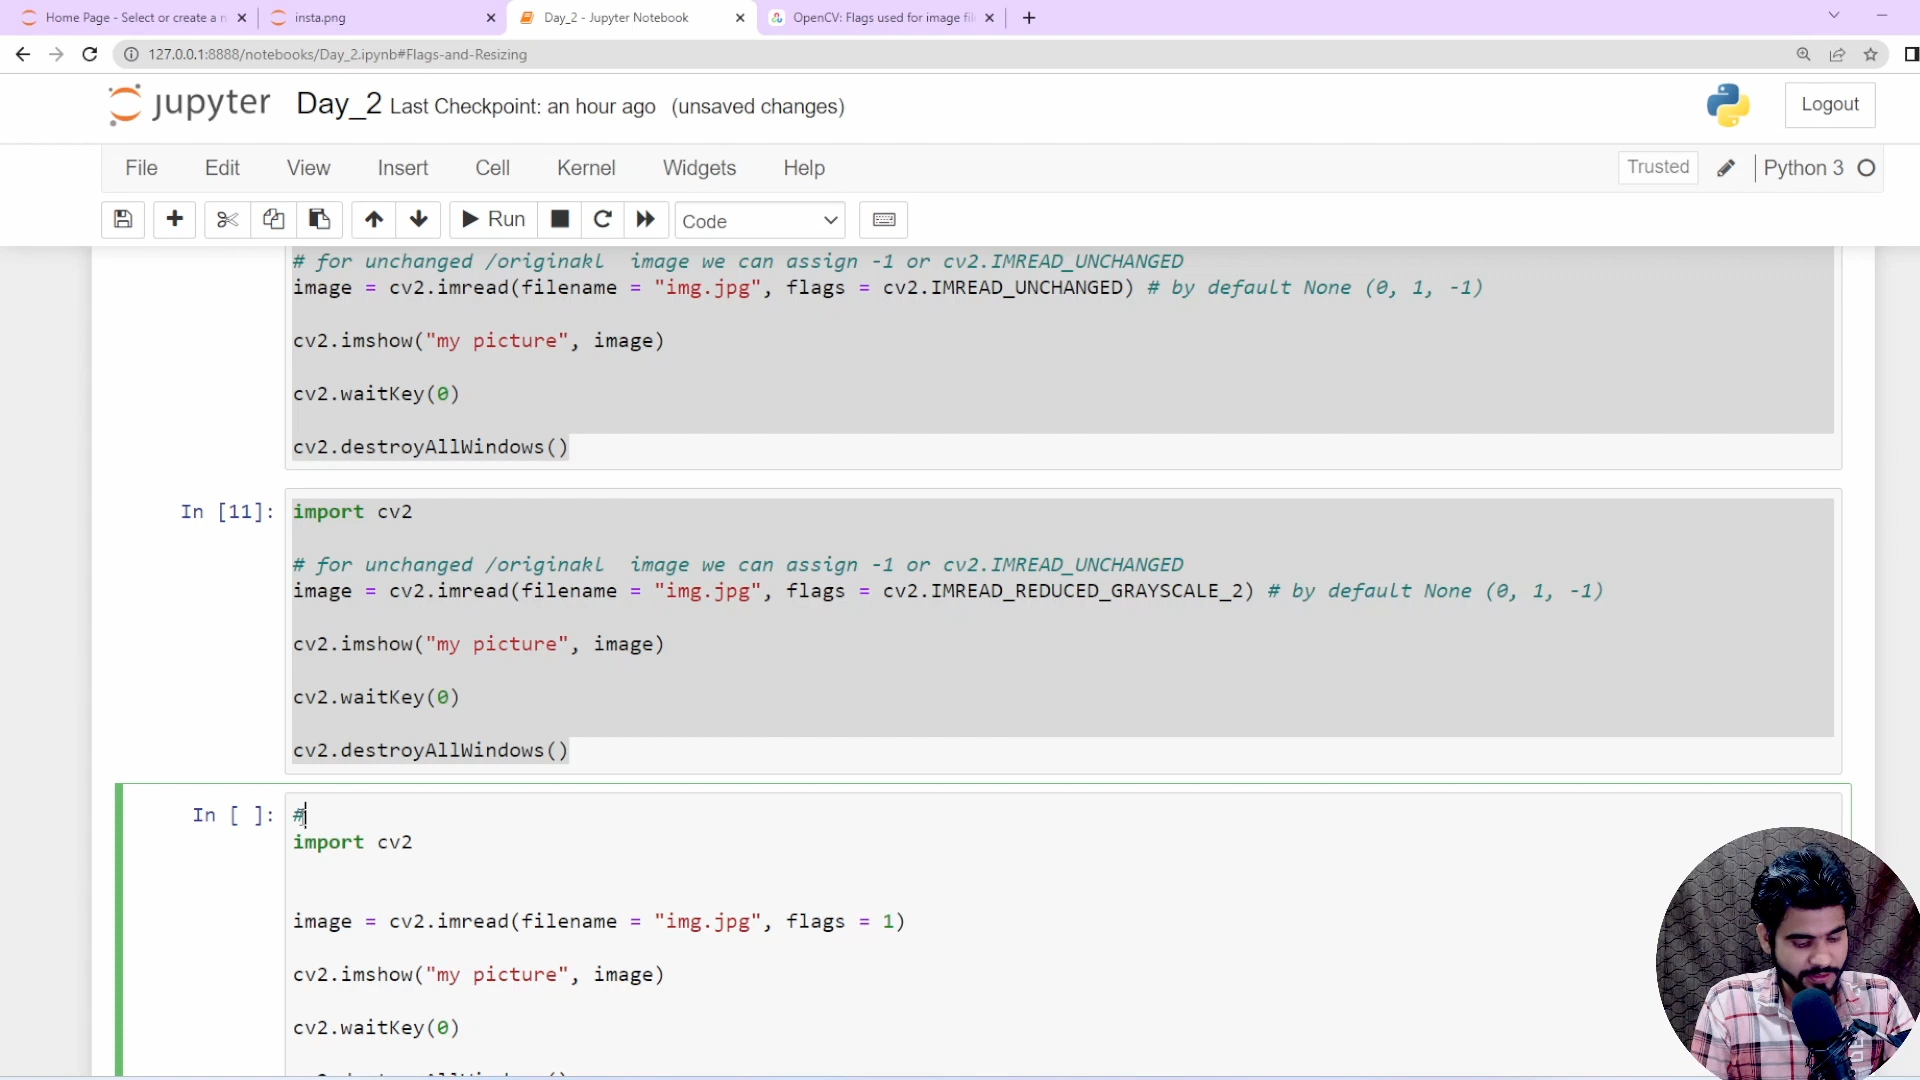 Home Page - Select or create a n
insta.png
Day_2 - Jupyter Notebook
OpenCV: Flags used for image fil
127.0.0.1:8888/notebooks/Day_2.ipynb#Flags-and-Resizing
jupyter Day_2 Last Checkpoint: an hour ago (unsaved changes)
Logout
File Edit View Insert Cell Kernel Widgets Help
Trusted Python 3
Run Code
# for unchanged /originakl  image we can assign -1 or cv2.IMREAD_UNCHANGED
image = cv2.imread(filename = "img.jpg", flags = cv2.IMREAD_UNCHANGED) # by default None (0, 1, -1)
cv2.imshow("my picture", image)
cv2.waitKey(0)
cv2.destroyAllWindows()
In [11]: import cv2
# for unchanged /originakl  image we can assign -1 or cv2.IMREAD_UNCHANGED
image = cv2.imread(filename = "img.jpg", flags = cv2.IMREAD_REDUCED_GRAYSCALE_2) # by default None (0, 1, -1)
cv2.imshow("my picture", image)
cv2.waitKey(0)
cv2.destroyAllWindows()
In [ ]: #
import cv2
image = cv2.imread(filename = "img.jpg", flags = 1)
cv2.imshow("my picture", image)
cv2.waitKey(0)